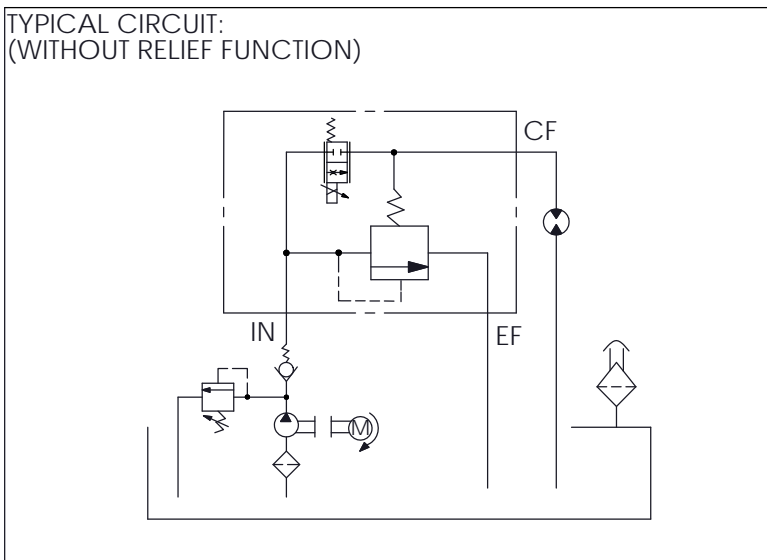 TYPICAL CIRCUIT:
(WITHOUT RELIEF FUNCTION)
CF
IN
EF
M